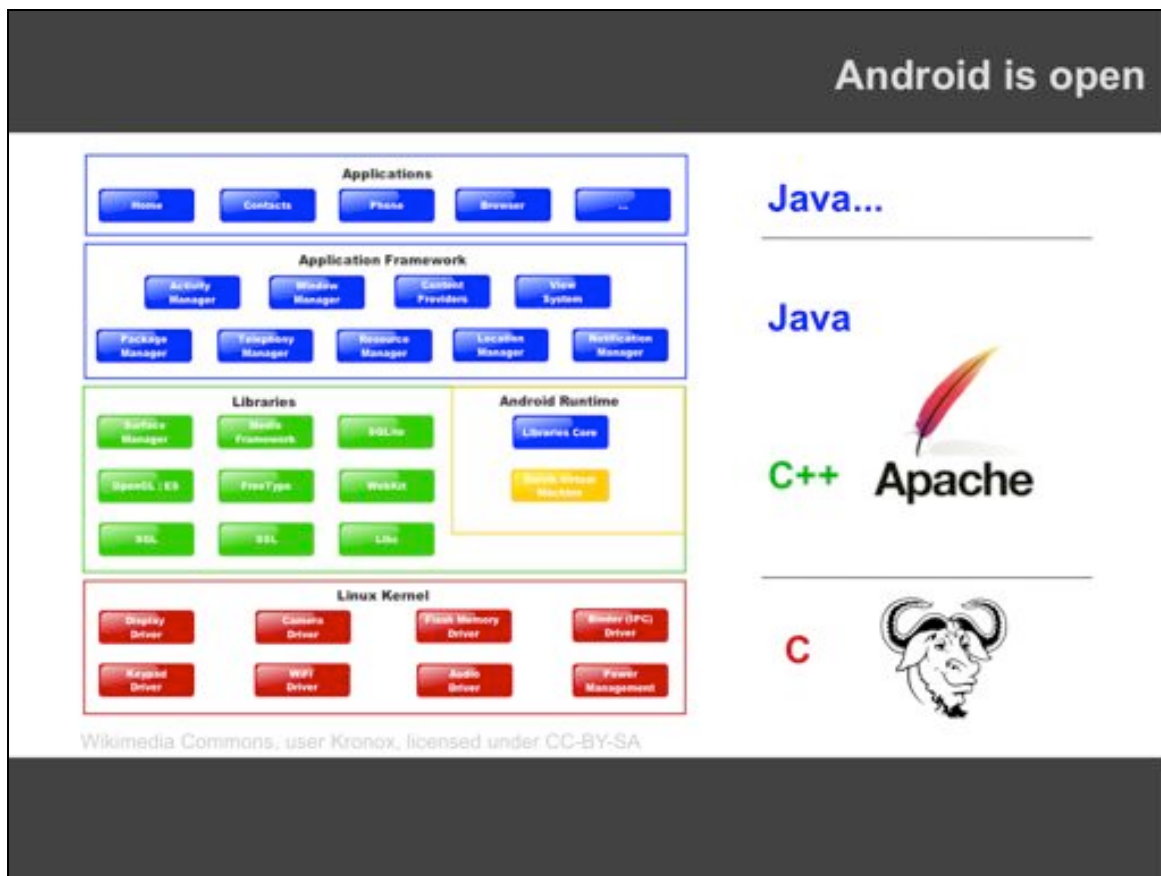 Android is open
Applications
Home
Contacts
Phone
Browser
...
Java...
Application Framework
Activity
Manager
Window
Manager
Content
Providers
View
System
Package
Manager
Telephony
Manager
Resource
Manager
Location
Manager
Notification
Manager
Java
Libraries
Surface
Manager
Media
Framework
SQLite
OpenGL : ES
FreeType
WebKit
SGL
SSL
Libc
Android Runtime
Libraries Core
Dalvik Virtual
Machine
C++
Apache
Linux Kernel
Display
Driver
Camera
Driver
Flash Memory
Driver
Binder (IPC)
Driver
Keypad
Driver
WiFi
Driver
Audio
Driver
Power
Management
C
Wikimedia Commons, user Kronox, licensed under CC-BY-SA